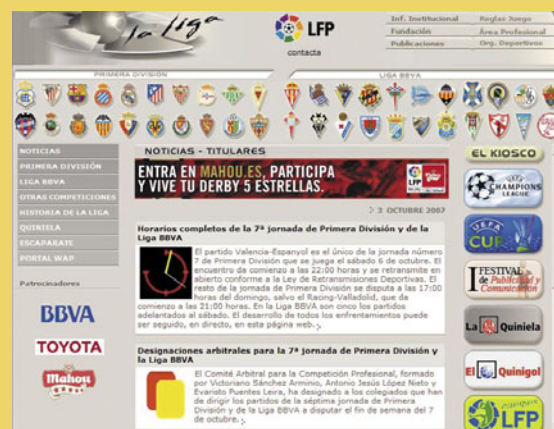 la liga
LFP
contacta
Inf. Institucional
Reglas Juego
Fundación
Área Profesional
Publicaciones
Org. Deportivos
PRIMERA DIVISIÓN
LIGA BBVA
NOTICIAS
PRIMERA DIVISIÓN
LIGA BBVA
OTRAS COMPETICIONES
HISTORIA DE LA LIGA
QUINIELA
ESCAPARATE
PORTAL WAP
Patrocinadores
BBVA
TOYOTA
Mahou
NOTICIAS - TITULARES
ENTRA EN MAHOU.ES, PARTICIPA
Y VIVE TU DERBY 5 ESTRELLAS.
LFP
3 OCTUBRE 2007
Horarios completos de la 7ª jornada de Primera División y de la
Liga BBVA
El partido Valencia-Espanyol es el único de la jornada número
7 de Primera División que se juega el sábado 6 de octubre. El
encuentro da comienzo a las 22:00 horas y se retransmite en
abierto conforme a la Ley de Retransmisiones Deportivas. El
resto de la jornada de Primera División se disputa a las 17:00
horas del domingo, salvo el Racing-Valladolid, que da
comienzo a las 21:00 horas. En la Liga BBVA son cinco los partidos
adelantados al sábado. El desarrollo de todos los enfrentamientos puede
ser seguido, en directo, en esta página web.
Designaciones arbitrales para la 7ª jornada de Primera División y
la Liga BBVA
El Comité Arbitral para la Competición Profesional, formado
por Victoriano Sánchez Arminio, Antonio Jesús López Nieto y
Evaristo Puentes Leira, ha designado a los colegiados que han
de dirigir los partidos de la séptima jornada de Primera
División y de la Liga BBVA a disputar el fin de semana del 7
de octubre.
EL KIOSCO
CHAMPIONS
LEAGUE
UEFA
CUP
FESTIVAL
de Publicidad y
Comunicación
La Quiniela
El Quinigol
LFP